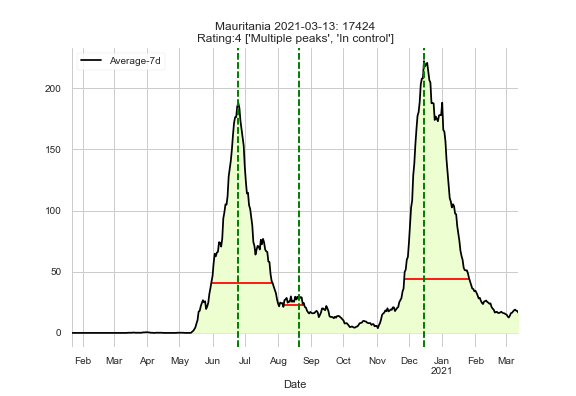 Mauritania 2021-03-13: 17424
Rating:4 ['Multiple peaks', 'In control']
Average-7d
200
150
100
50
0
Feb Mar Apr May Jun Jul Aug Sep Oct Nov Dec Jan Feb Mar
2021
Date